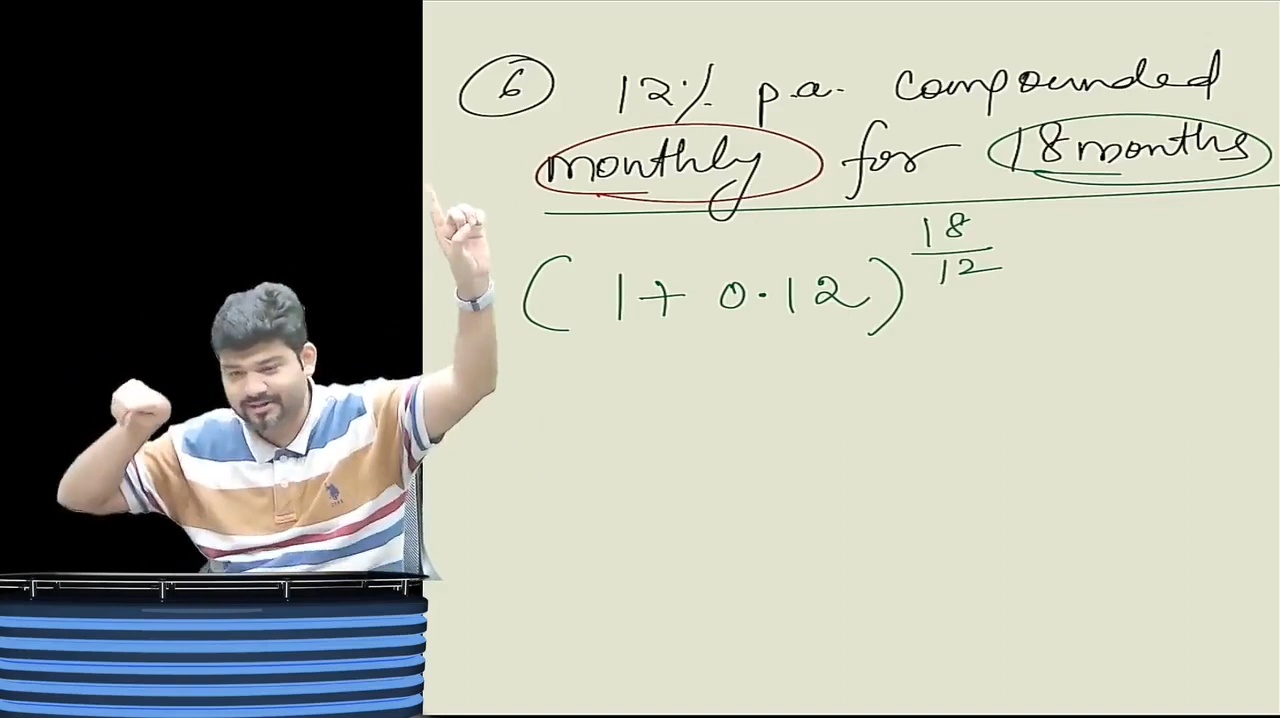 6 12% p.a. compounded
monthly for 18 months
(1 + 0.12)^18/12